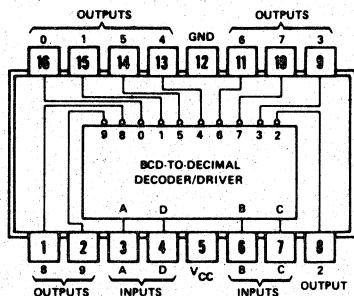 OUTPUTS OUTPUTS
0 1 5 4 GND 6 7 3
16 15 14 13 12 11 10 9
9 8 0 1 5 4 6 7 3 2
BCD-TO-DECIMAL
DECODER/DRIVER
A D B C
1 2 3 4 5 6 7 8
8 9 A D VCC B C 2
OUTPUTS INPUTS INPUTS OUTPUT